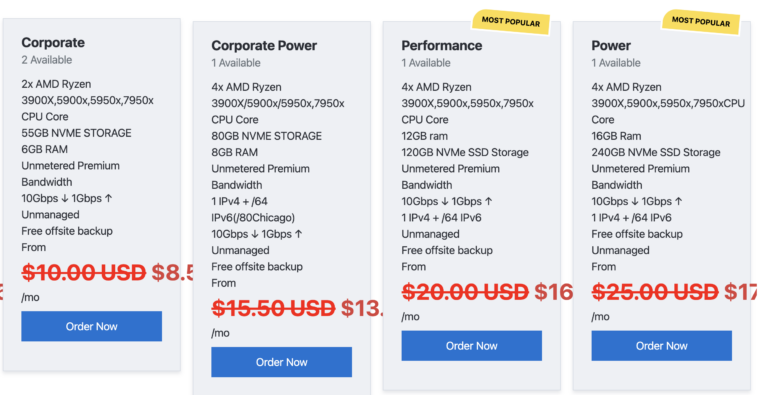 Corporate
2 Available
2x AMD Ryzen
3900X,5900x,5950x,7950x
CPU Core
55GB NVME STORAGE
6GB RAM
Unmetered Premium
Bandwidth
10Gbps ↓ 1Gbps ↑
Unmanaged
Free offsite backup
From
$10.00 USD $8.5
/mo
Order Now
Corporate Power
1 Available
4x AMD Ryzen
3900X/5900x/5950x,7950x
CPU Core
80GB NVME STORAGE
8GB RAM
Unmetered Premium
Bandwidth
1 IPv4 + /64
IPv6(/80Chicago)
10Gbps ↓ 1Gbps ↑
Unmanaged
Free offsite backup
From
$15.50 USD $13.
/mo
Order Now
MOST POPULAR
Performance
1 Available
4x AMD Ryzen
3900X,5900x,5950x,7950x
CPU Core
12GB ram
120GB NVMe SSD Storage
Unmetered Premium
Bandwidth
10Gbps ↓ 1Gbps ↑
1 IPv4 + /64 IPv6
Unmanaged
Free offsite backup
From
$20.00 USD $16
/mo
Order Now
MOST POPULAR
Power
1 Available
4x AMD Ryzen
3900X,5900x,5950x,7950xCPU
Core
16GB Ram
240GB NVMe SSD Storage
Unmetered Premium
Bandwidth
10Gbps ↓ 1Gbps ↑
1 IPv4 + /64 IPv6
Unmanaged
Free offsite backup
From
$25.00 USD $17
/mo
Order Now